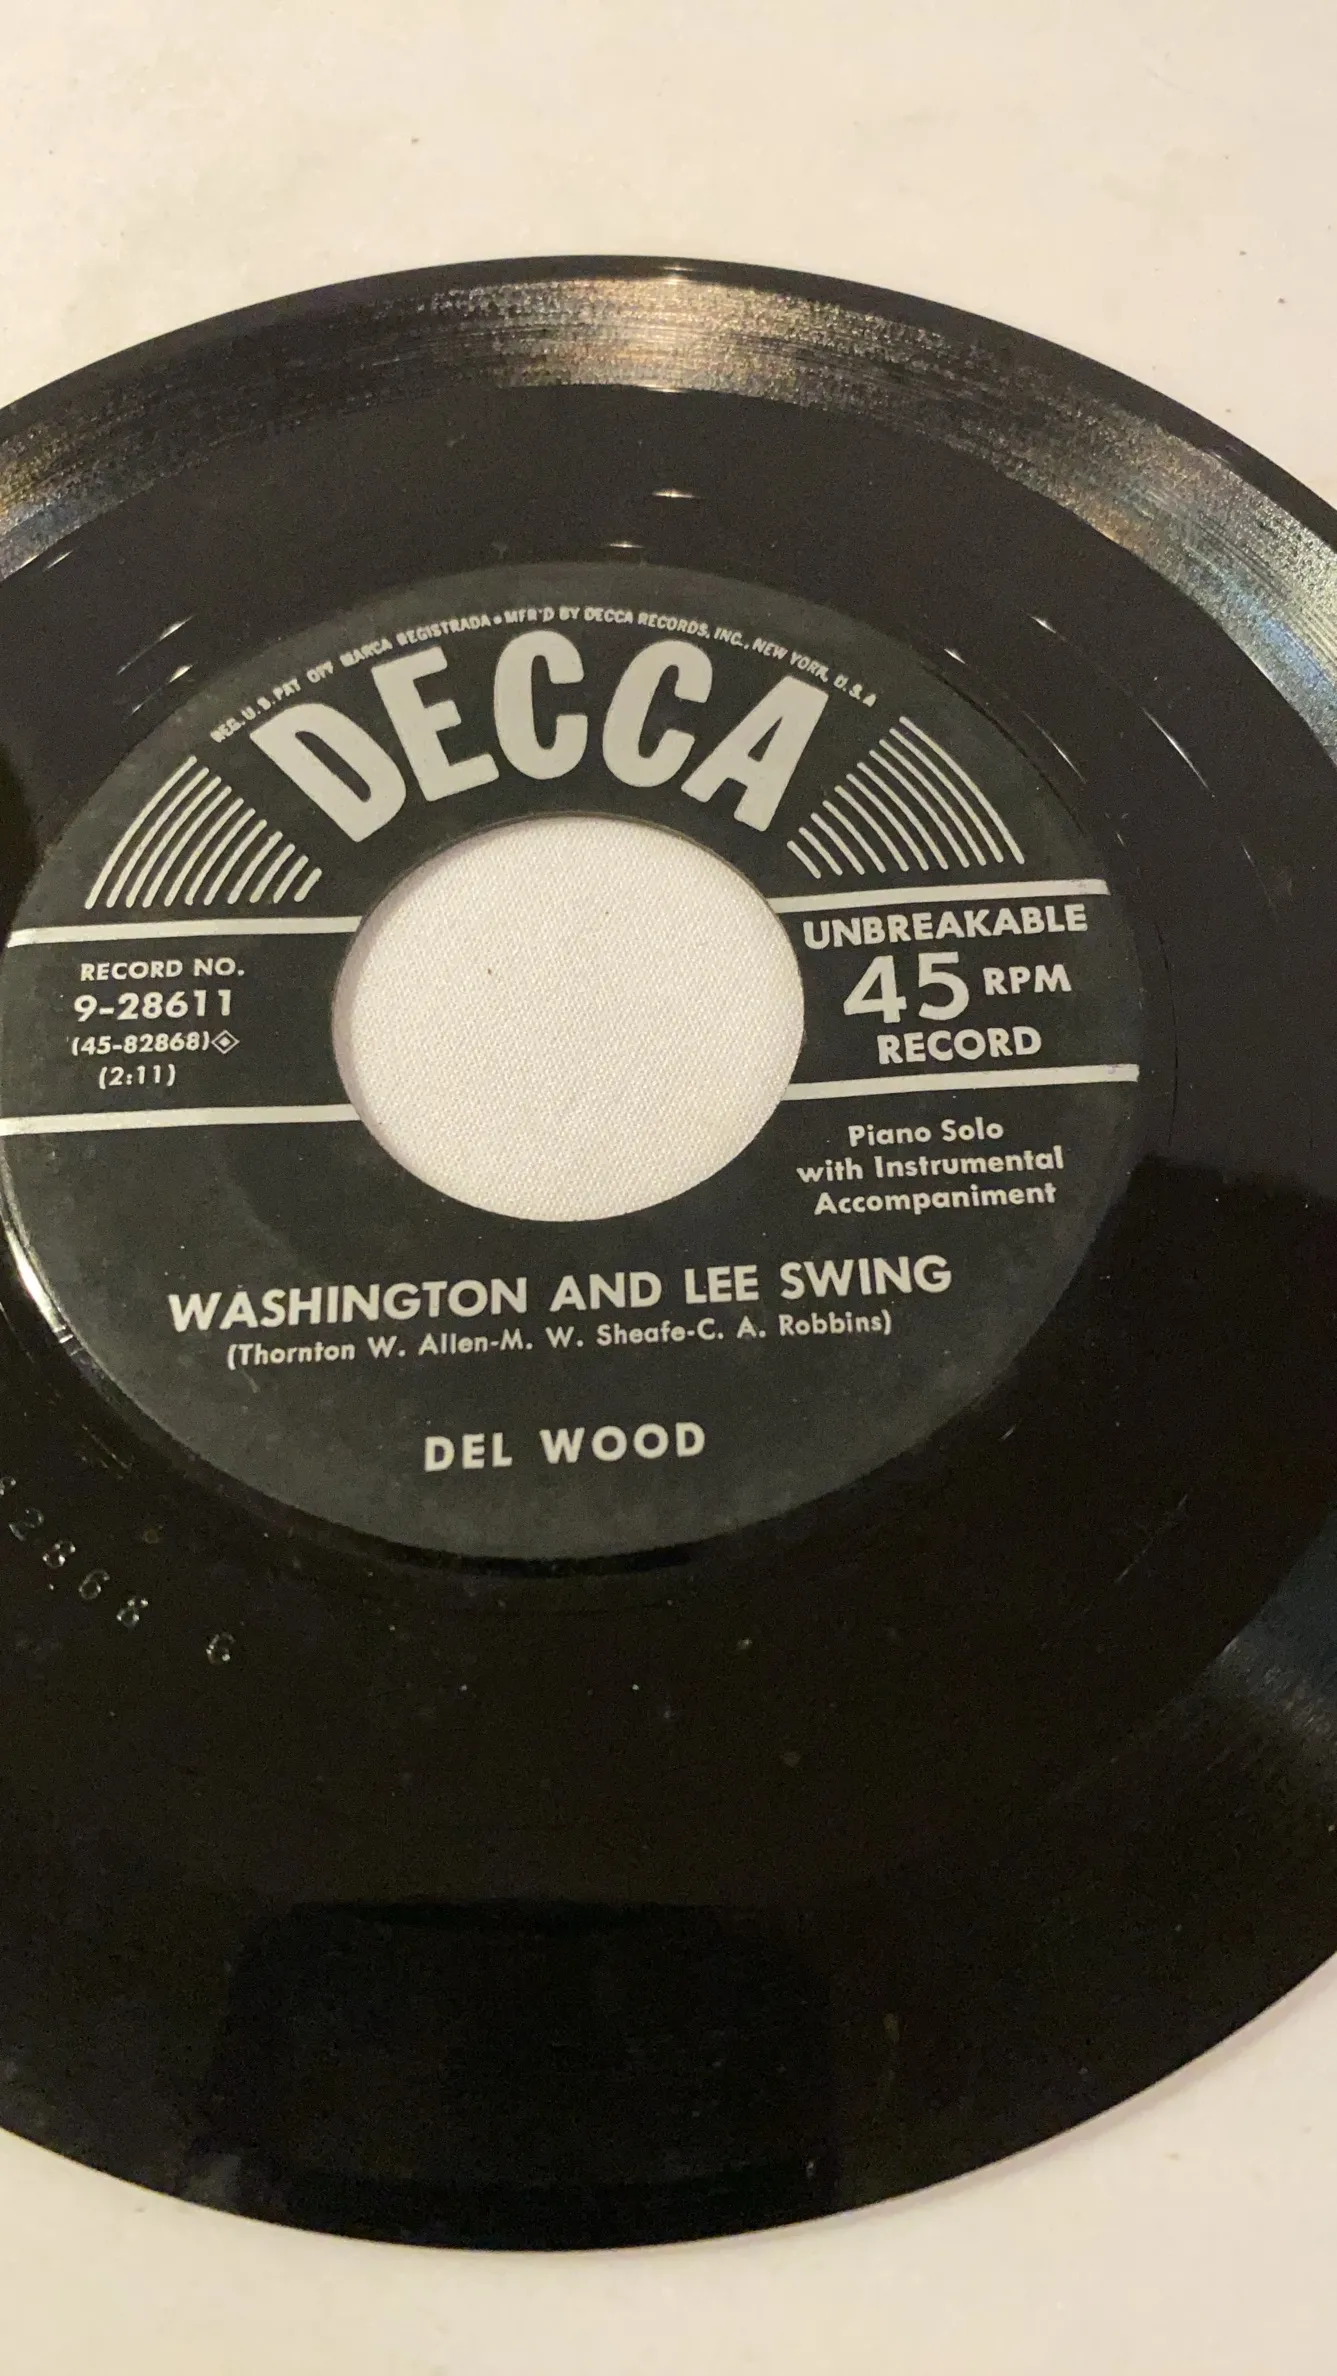 REG. U. S. PAT OFF MARCA REGISTRADA • MFR'D BY DECCA RECORDS, INC., NEW YORK, U. S. A
DECCA
RECORD NO.
9-28611
(45-82868)
(2:11)
UNBREAKABLE
45 RPM
RECORD
Piano Solo
with Instrumental
Accompaniment
WASHINGTON AND LEE SWING
(Thornton W. Allen-M. W. Sheafe-C. A. Robbins)
DEL WOOD
2868 G